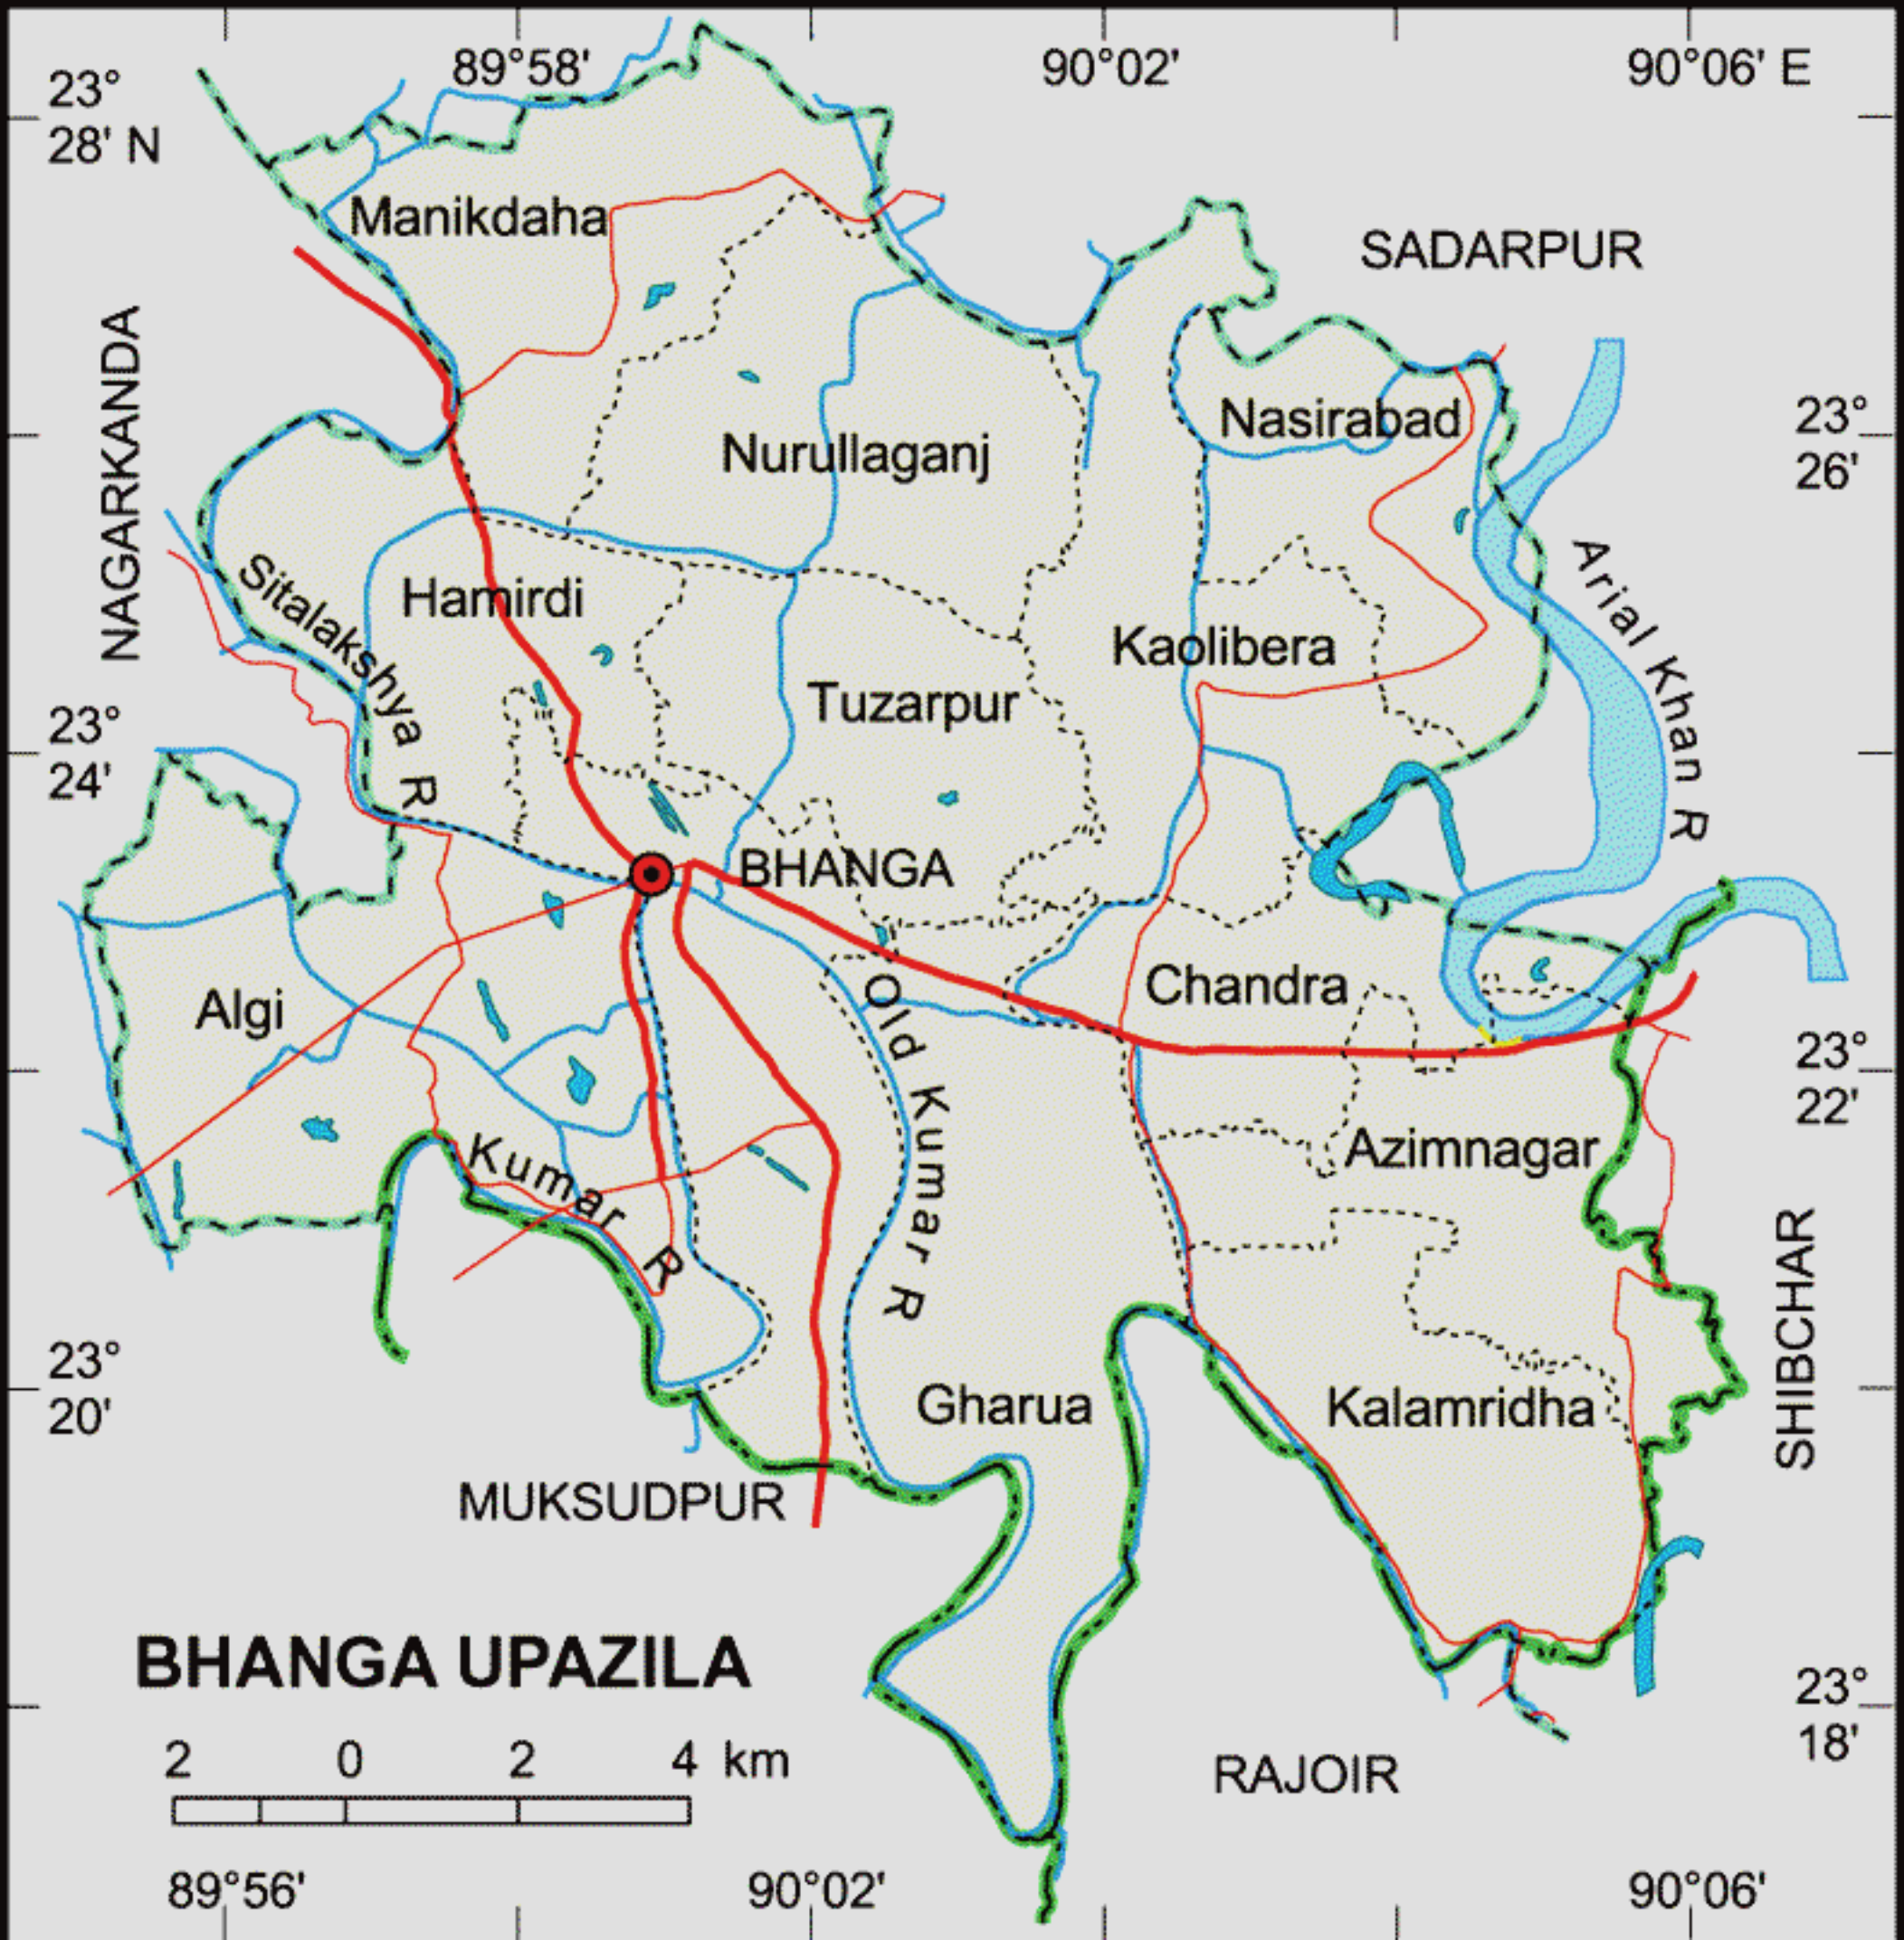 89°58'
90°02'
90°06' E
23°
28' N
Manikdaha
SADARPUR
NAGARKANDA
Nasirabad
23°
26'
Nurullaganj
Arial Khan R
Sitalakshya R
Hamirdi
Kaolibera
Tuzarpur
23°
24'
BHANGA
Algi
Old Kumar R
Chandra
23°
22'
Kumar R
Azimnagar
SHIBCHAR
23°
20'
Gharua
Kalamridha
MUKSUDPUR
BHANGA UPAZILA
23°
18'
2 0 2 4 km
RAJOIR
89°56'
90°02'
90°06'